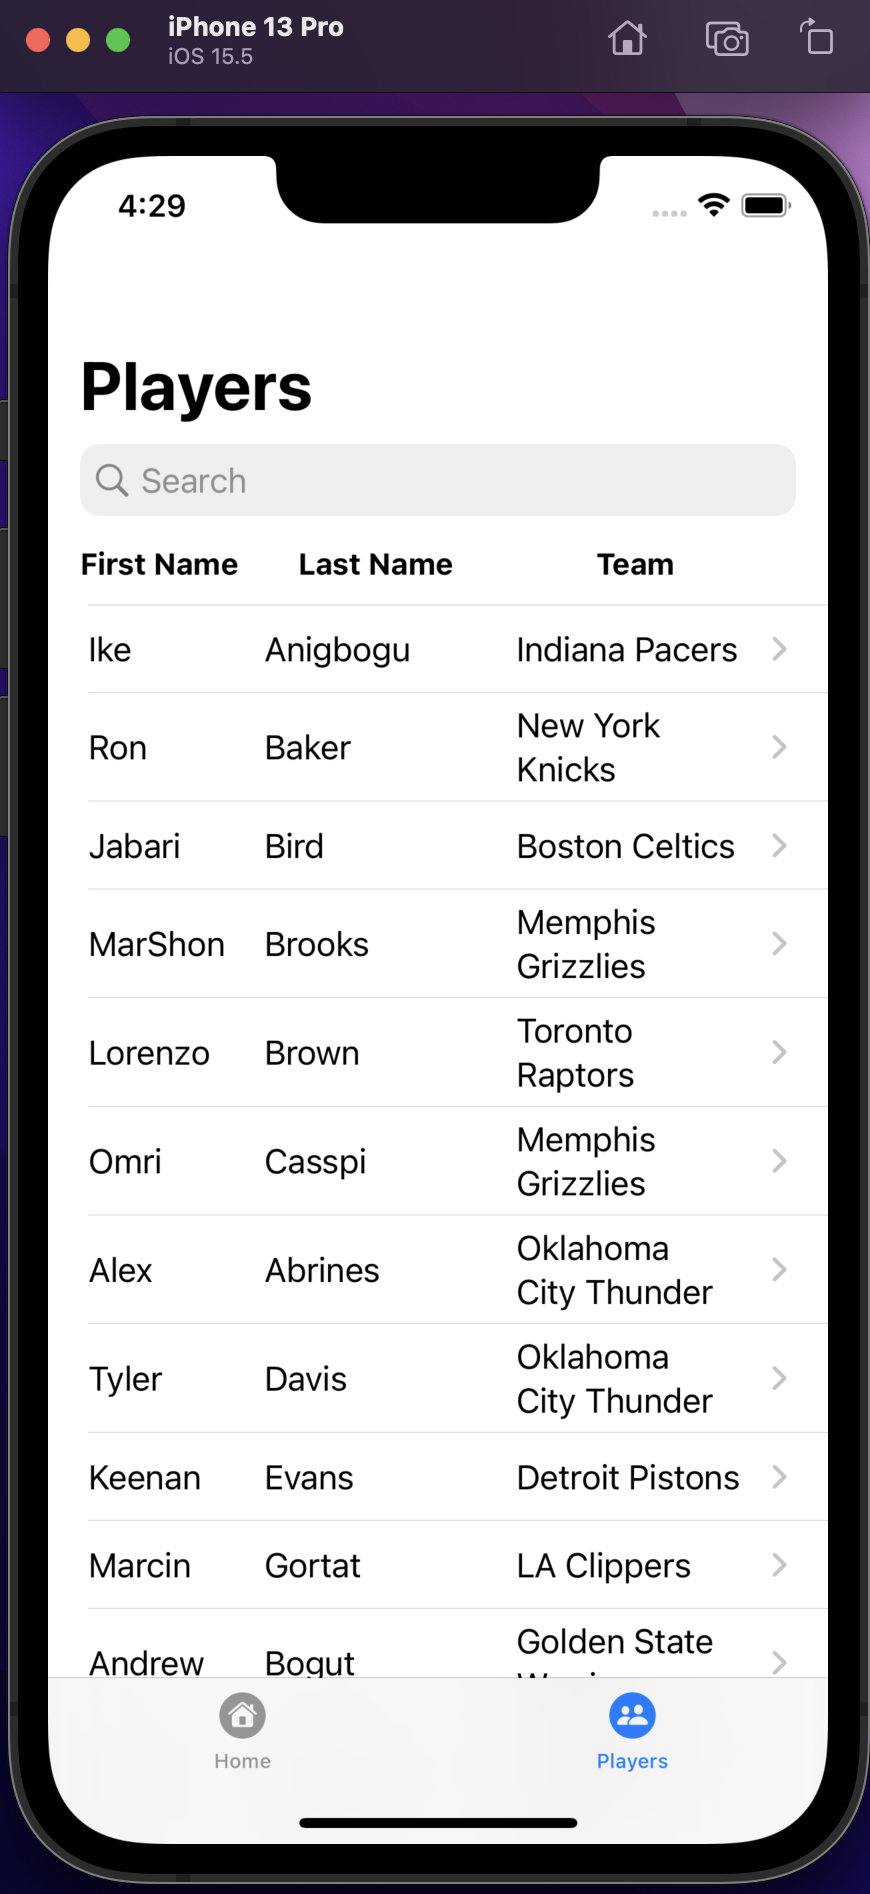 iPhone 13 Pro
iOS 15.5
4:29
Players
Search
First Name Last Name Team
Ike Anigbogu Indiana Pacers
Ron Baker New York
Knicks
Jabari Bird Boston Celtics
MarShon Brooks Memphis
Grizzlies
Lorenzo Brown Toronto
Raptors
Omri Casspi Memphis
Grizzlies
Alex Abrines Oklahoma
City Thunder
Tyler Davis Oklahoma
City Thunder
Keenan Evans Detroit Pistons
Marcin Gortat LA Clippers
Andrew Bogut Golden State
Home Players